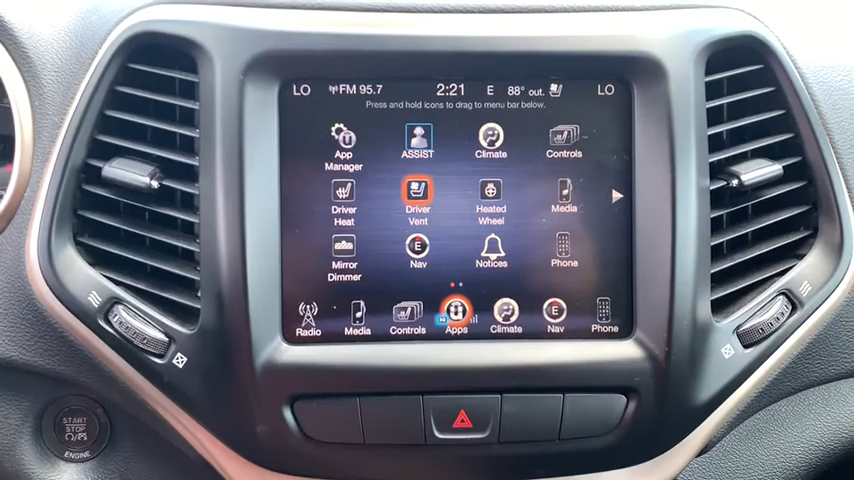 LO FM 95.7 2:21 E 88° out. LO
Press and hold icons to drag to menu bar below.
App Manager ASSIST Climate Controls
Driver Heat Driver Vent Heated Wheel Media
E
Mirror Dimmer Nav Notices Phone
E
Radio Media Controls Apps Climate Nav Phone
START
STOP
ENGINE